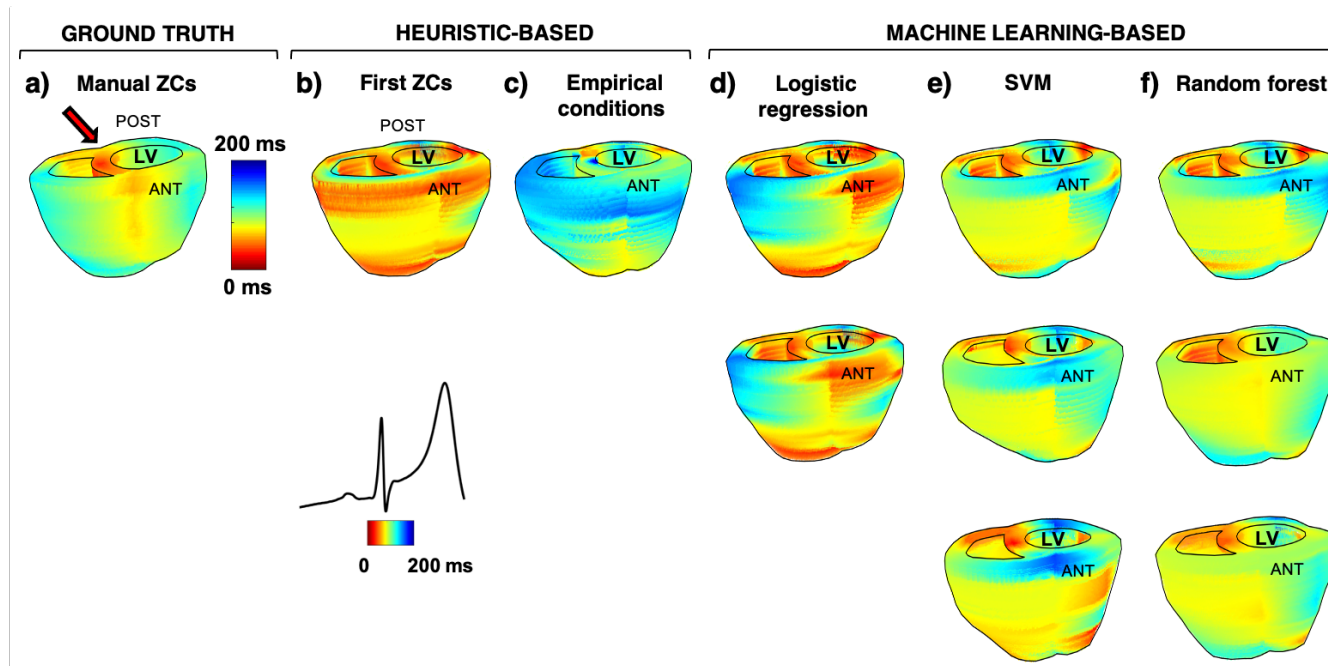 GROUND TRUTH
HEURISTIC-BASED
MACHINE LEARNING-BASED
a) Manual ZCs
b) First ZCs
c) Empirical
conditions
d) Logistic
regression
e) SVM
f) Random forest
POST
LV
ANT
200 ms
0 ms
POST
LV
ANT
LV
ANT
LV
ANT
LV
ANT
LV
ANT
LV
ANT
LV
ANT
LV
ANT
0 200 ms
LV
ANT
LV
ANT